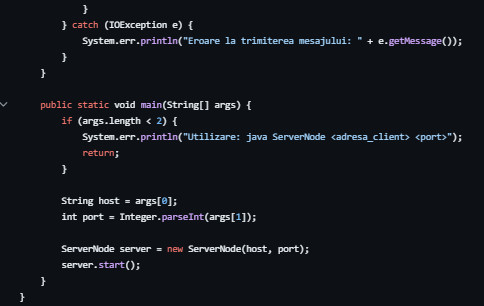 }
} catch (IOException e) {
System.err.println("Eroare la trimiterea mesajului: " + e.getMessage());
}
}
public static void main(String[] args) {
if (args.length < 2) {
System.err.println("Utilizare: java ServerNode <adresa_client> <port>");
return;
}
String host = args[0];
int port = Integer.parseInt(args[1]);
ServerNode server = new ServerNode(host, port);
server.start();
}
}